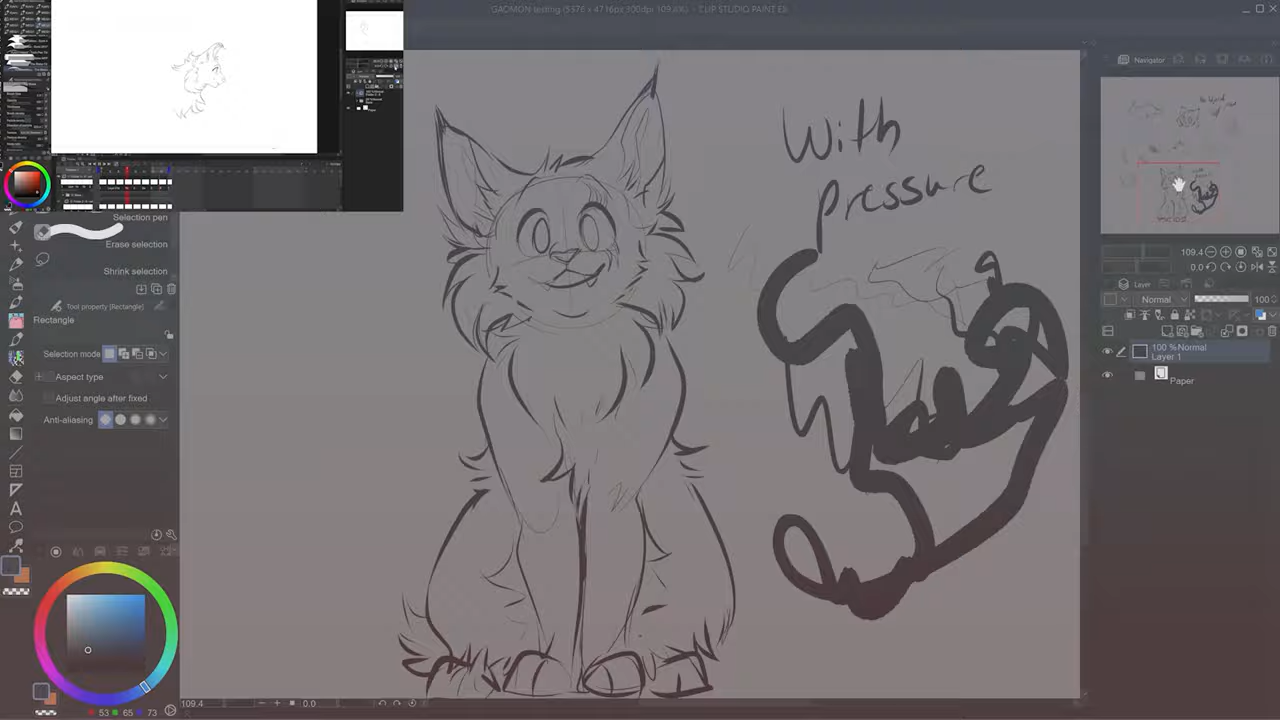 GAOMON testing (5376 x 4716px 300dpi 109.4%) - CLIP STUDIO PAINT EX
Selection pen
Erase selection
Shrink selection
Tool property [Rectangle]
Rectangle
Selection mode
Aspect type
Adjust angle after fixed
Anti-aliasing
With
pressure
Navigator
109.4
0.0
Layer
Normal
100
100 % Normal
Layer 1
Paper
109.4
0.0
53
65
73